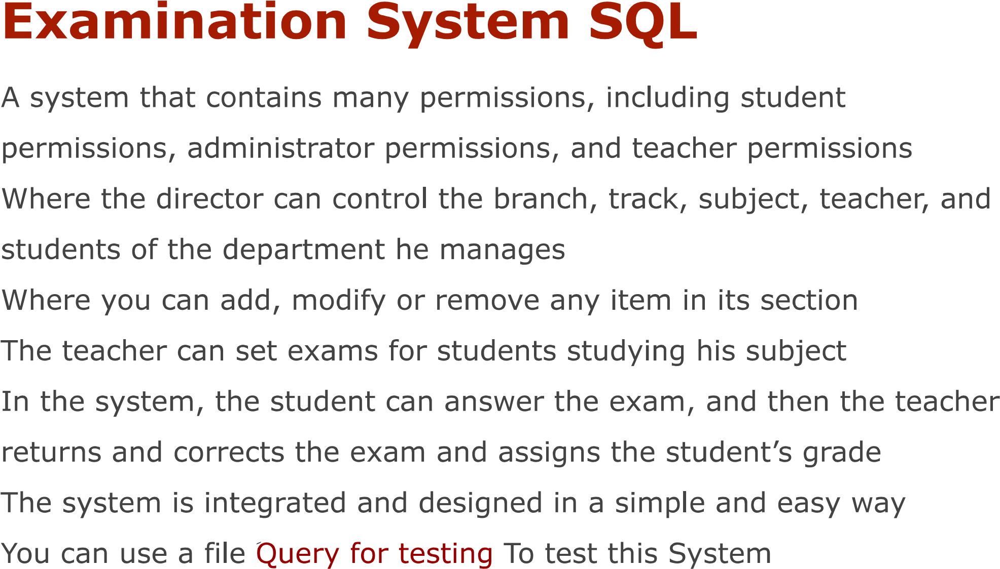 Examination System SQL
A system that contains many permissions, including student
permissions, administrator permissions, and teacher permissions
Where the director can control the branch, track, subject, teacher, and
students of the department he manages
Where you can add, modify or remove any item in its section
The teacher can set exams for students studying his subject
In the system, the student can answer the exam, and then the teacher
returns and corrects the exam and assigns the student’s grade
The system is integrated and designed in a simple and easy way
You can use a file Query for testing To test this System